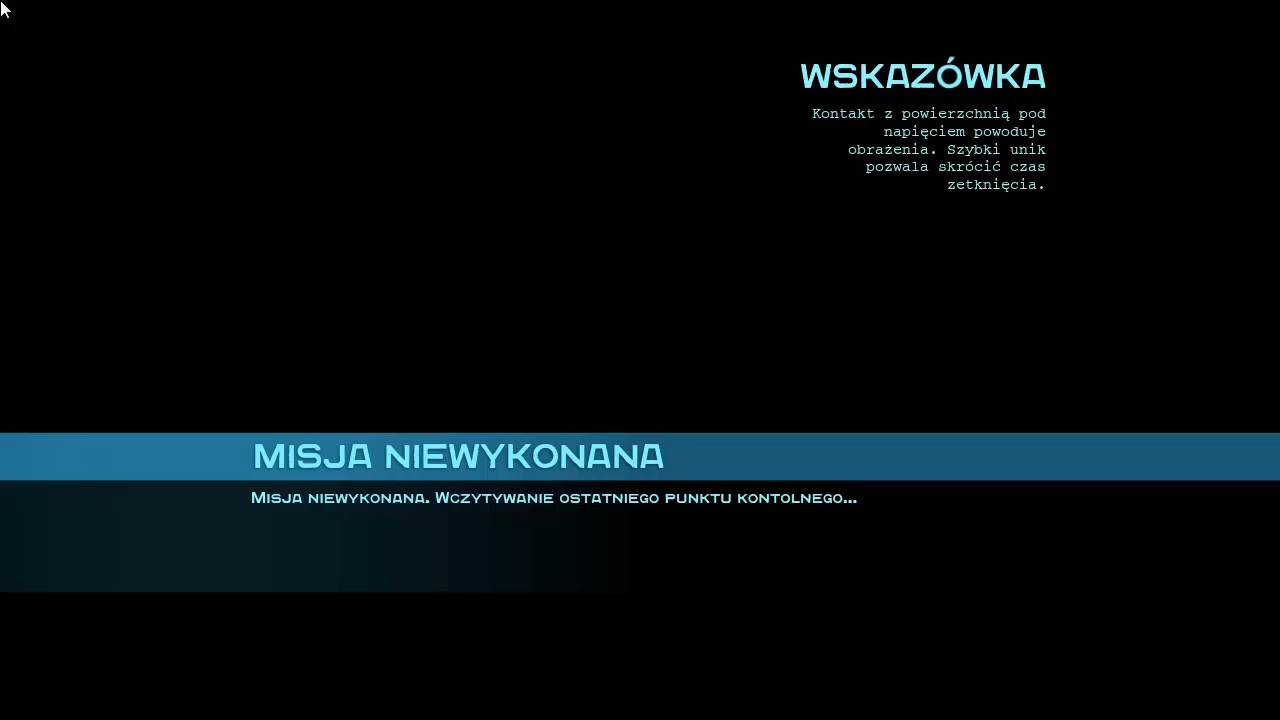 WSKAZÓWKA
Kontakt z powierzchnią pod
napięciem powoduje
obrażenia. Szybki unik
pozwala skrócić czas
zetknięcia.
MISJA NIEWYKONANA
MISJA NIEWYKONANA. WCZYTYWANIE OSTATNIEGO PUNKTU KONTOLNEGO...